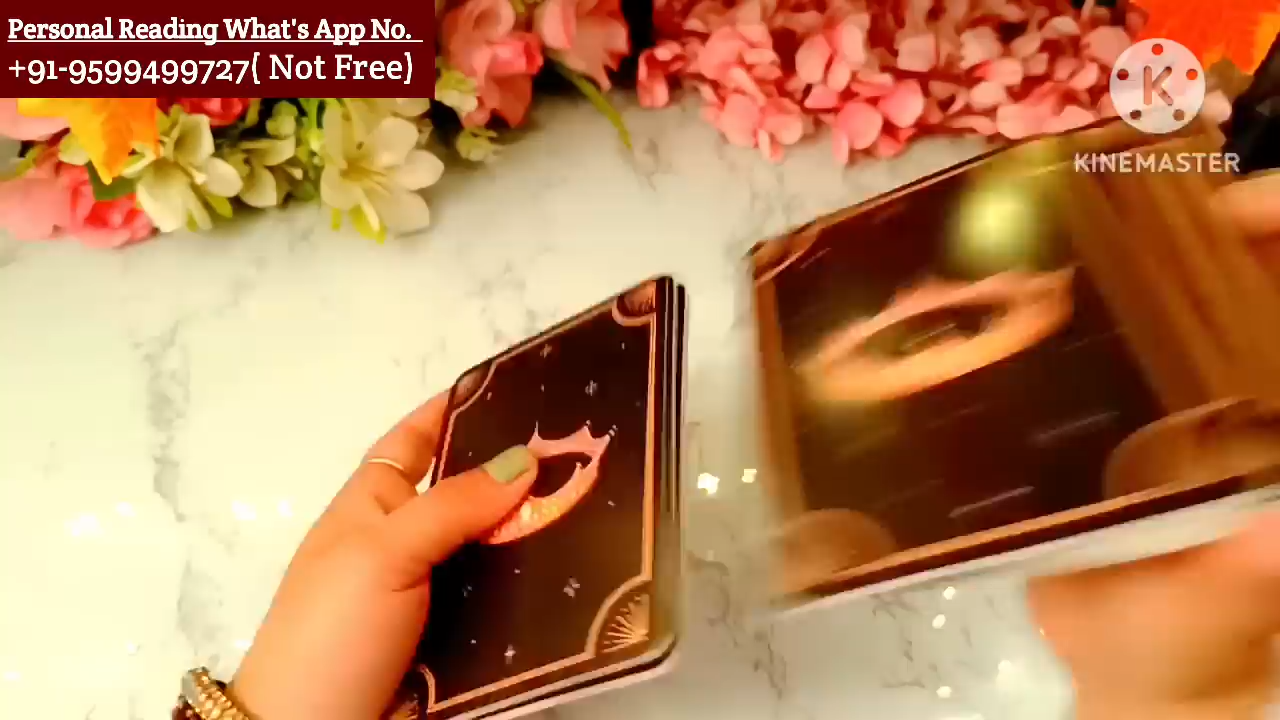 Personal Reading What's App No.
+91-9599499727( Not Free)
K
KINEMASTER